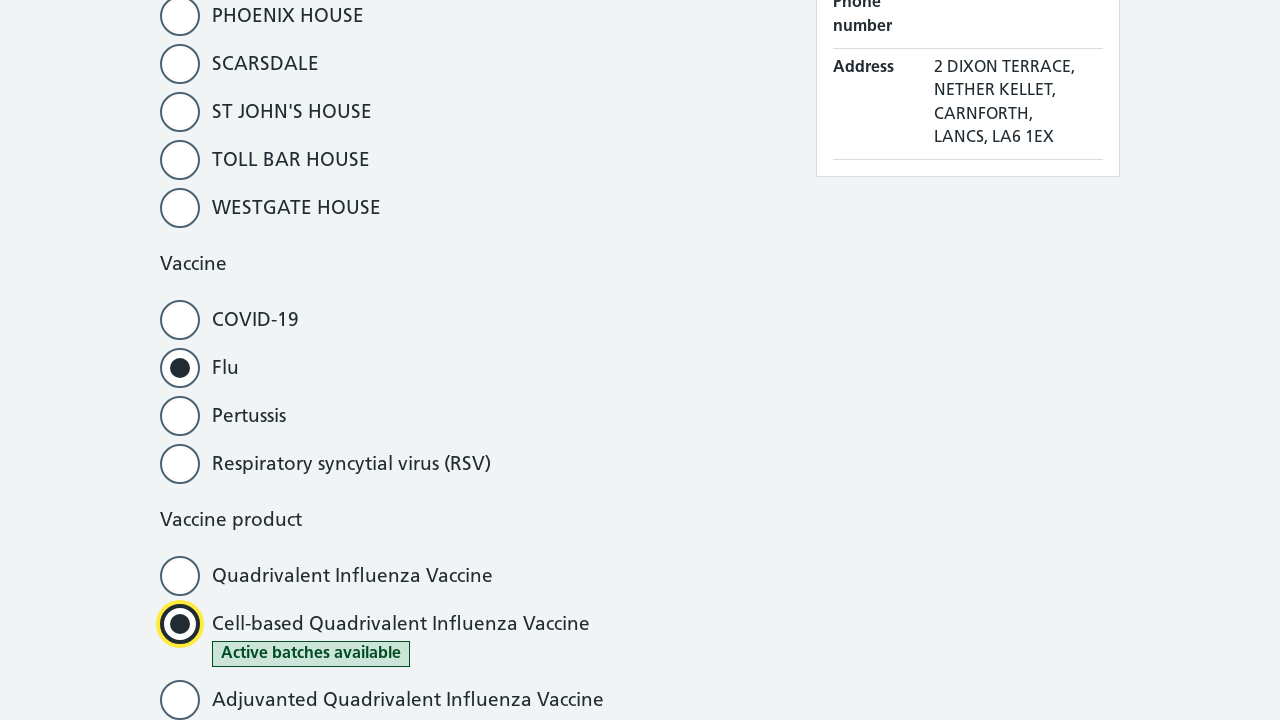 PHOENIX HOUSE
SCARSDALE
ST JOHN'S HOUSE
TOLL BAR HOUSE
WESTGATE HOUSE
Vaccine
COVID-19
Flu
Pertussis
Respiratory syncytial virus (RSV)
Vaccine product
Quadrivalent Influenza Vaccine
Cell-based Quadrivalent Influenza Vaccine
Active batches available
Adjuvanted Quadrivalent Influenza Vaccine
Phone
number
Address
2 DIXON TERRACE,
NETHER KELLET,
CARNFORTH,
LANCS, LA6 1EX